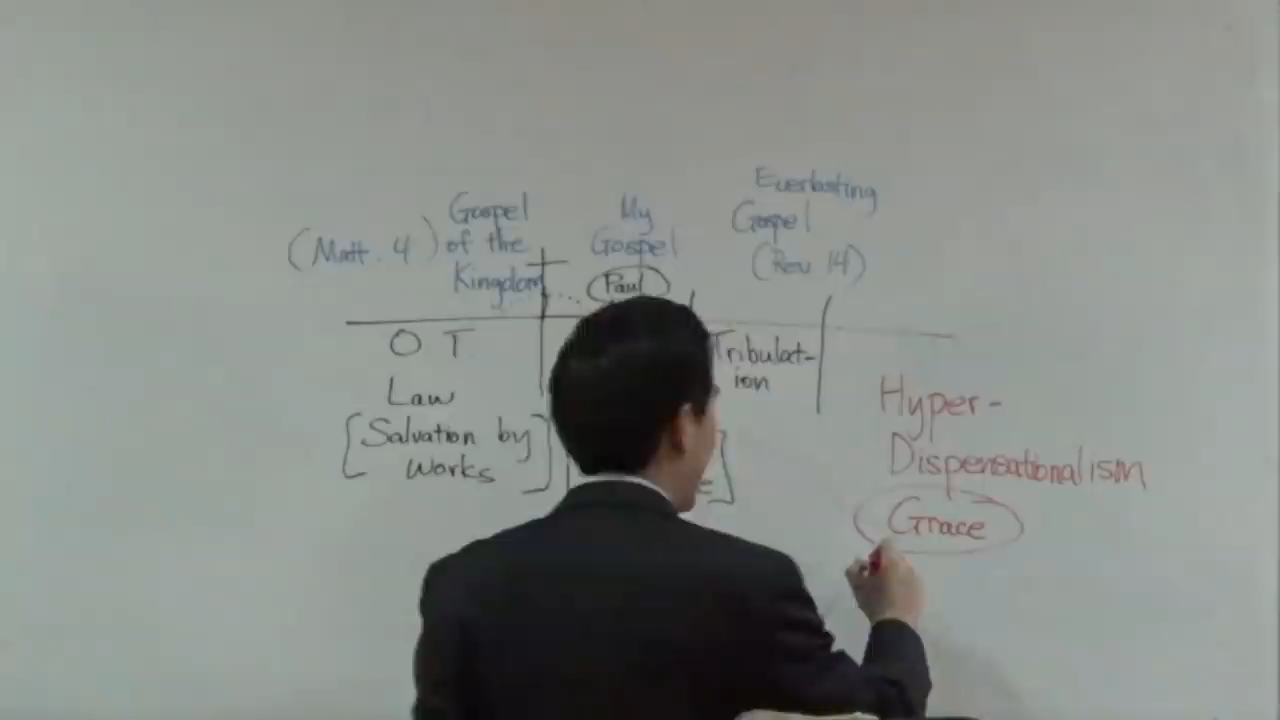 Everlasting
Gospel
(Rev 14)
My
Gospel
Paul
(Matt. 4)
Gospel
of the
Kingdom
O T
Law
[Salvation by
Works]
Tribulat-
ion
Hyper-
Dispensationalism
Grace